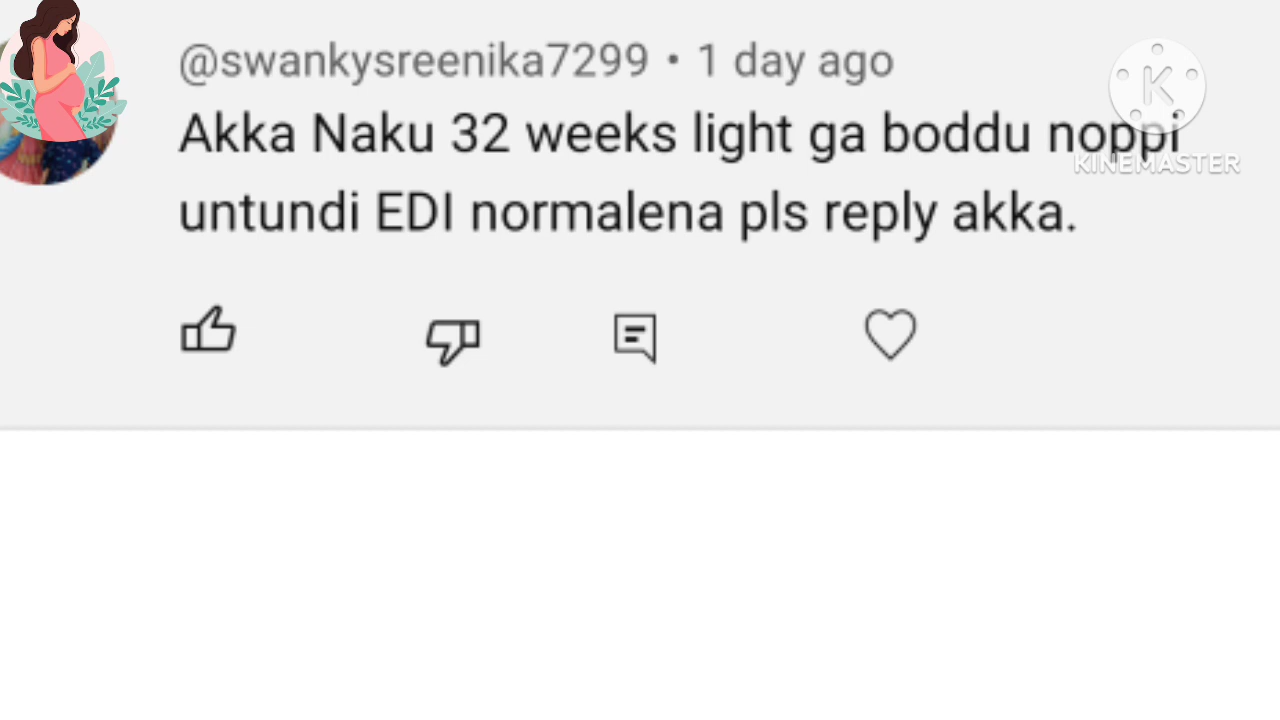 @swankysreenika7299 • 1 day ago
Akka Naku 32 weeks light ga boddu noppi
KINEMASTER
untundi EDI normalena pls reply akka.